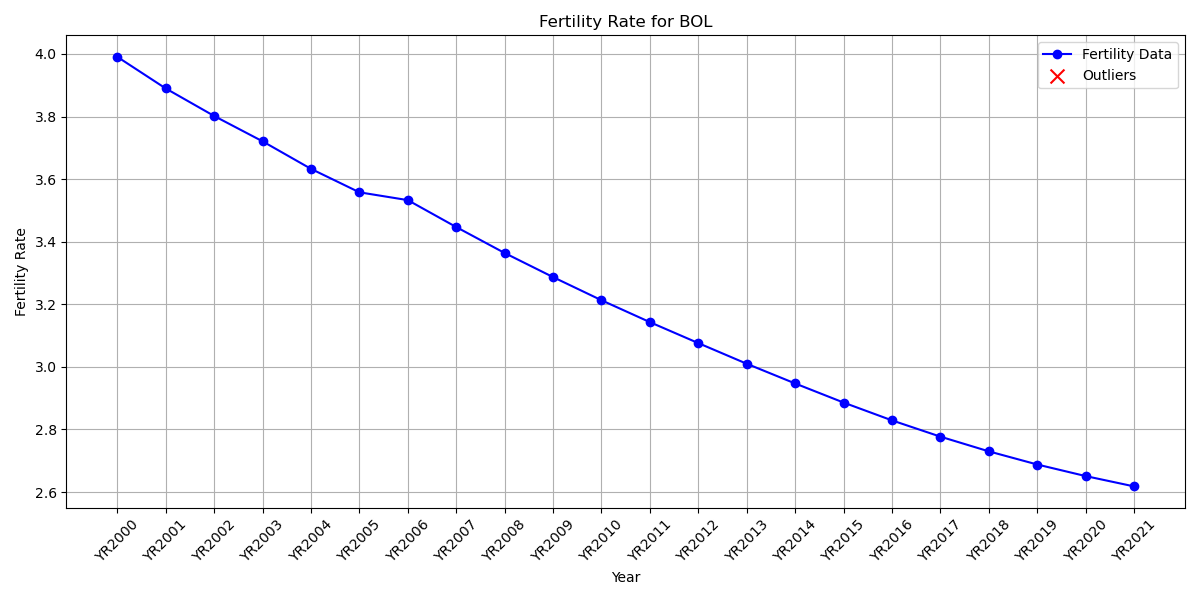 Fertility Rate for BOL
Fertility Data
Outliers
Fertility Rate
4.0
3.8
3.6
3.4
3.2
3.0
2.8
2.6
YR2000
YR2001
YR2002
YR2003
YR2004
YR2005
YR2006
YR2007
YR2008
YR2009
YR2010
YR2011
YR2012
YR2013
YR2014
YR2015
YR2016
YR2017
YR2018
YR2019
YR2020
YR2021
Year